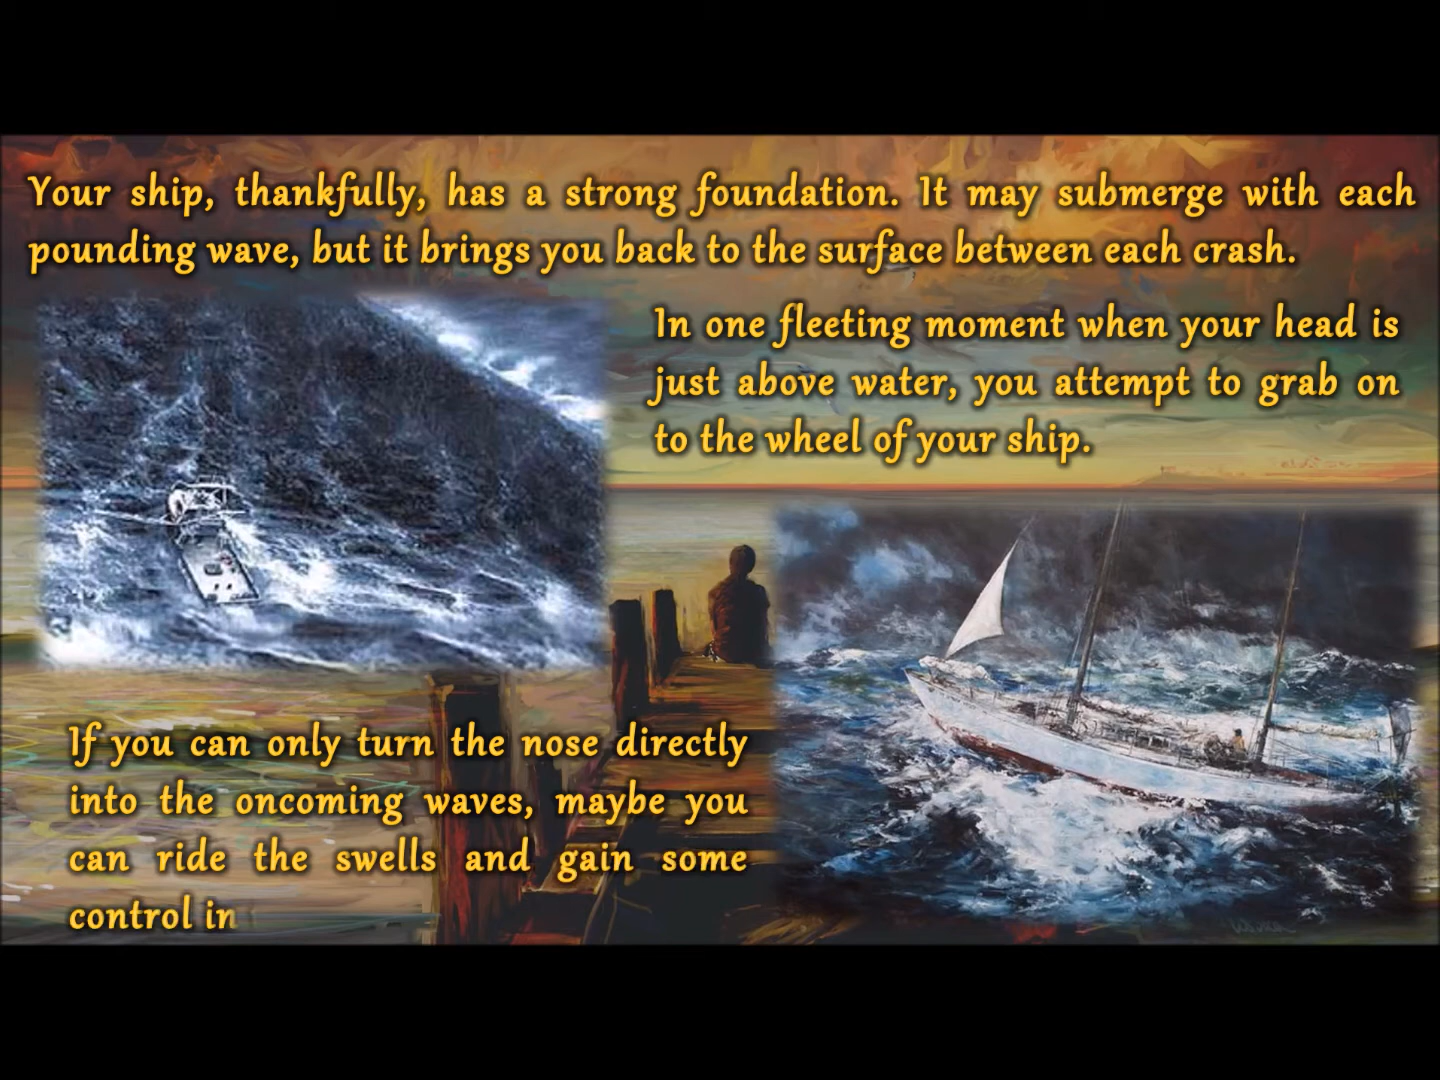 Your ship, thankfully, has a strong foundation. It may submerge with each
pounding wave, but it brings you back to the surface between each crash.
In one fleeting moment when your head is
just above water, you attempt to grab on
to the wheel of your ship.
If you can only turn the nose directly
into the oncoming waves, maybe you
can ride the swells and gain some
control in